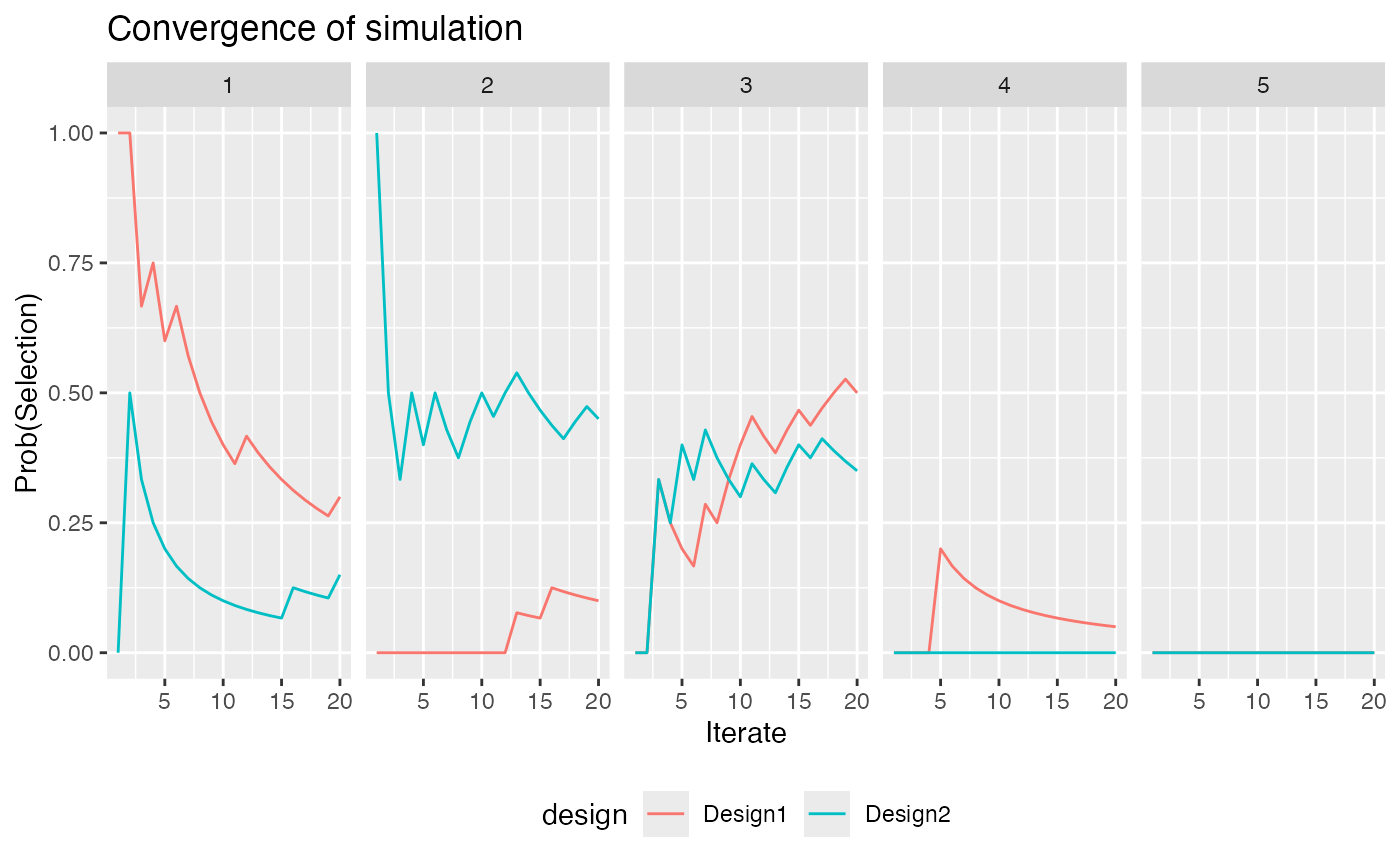 Convergence of simulation
1 2 3 4 5
1.00
0.75
0.50
0.25
0.00
Prob(Selection)
5 10 15 20 5 10 15 20 5 10 15 20 5 10 15 20 5 10 15 20
Iterate
design Design1 Design2